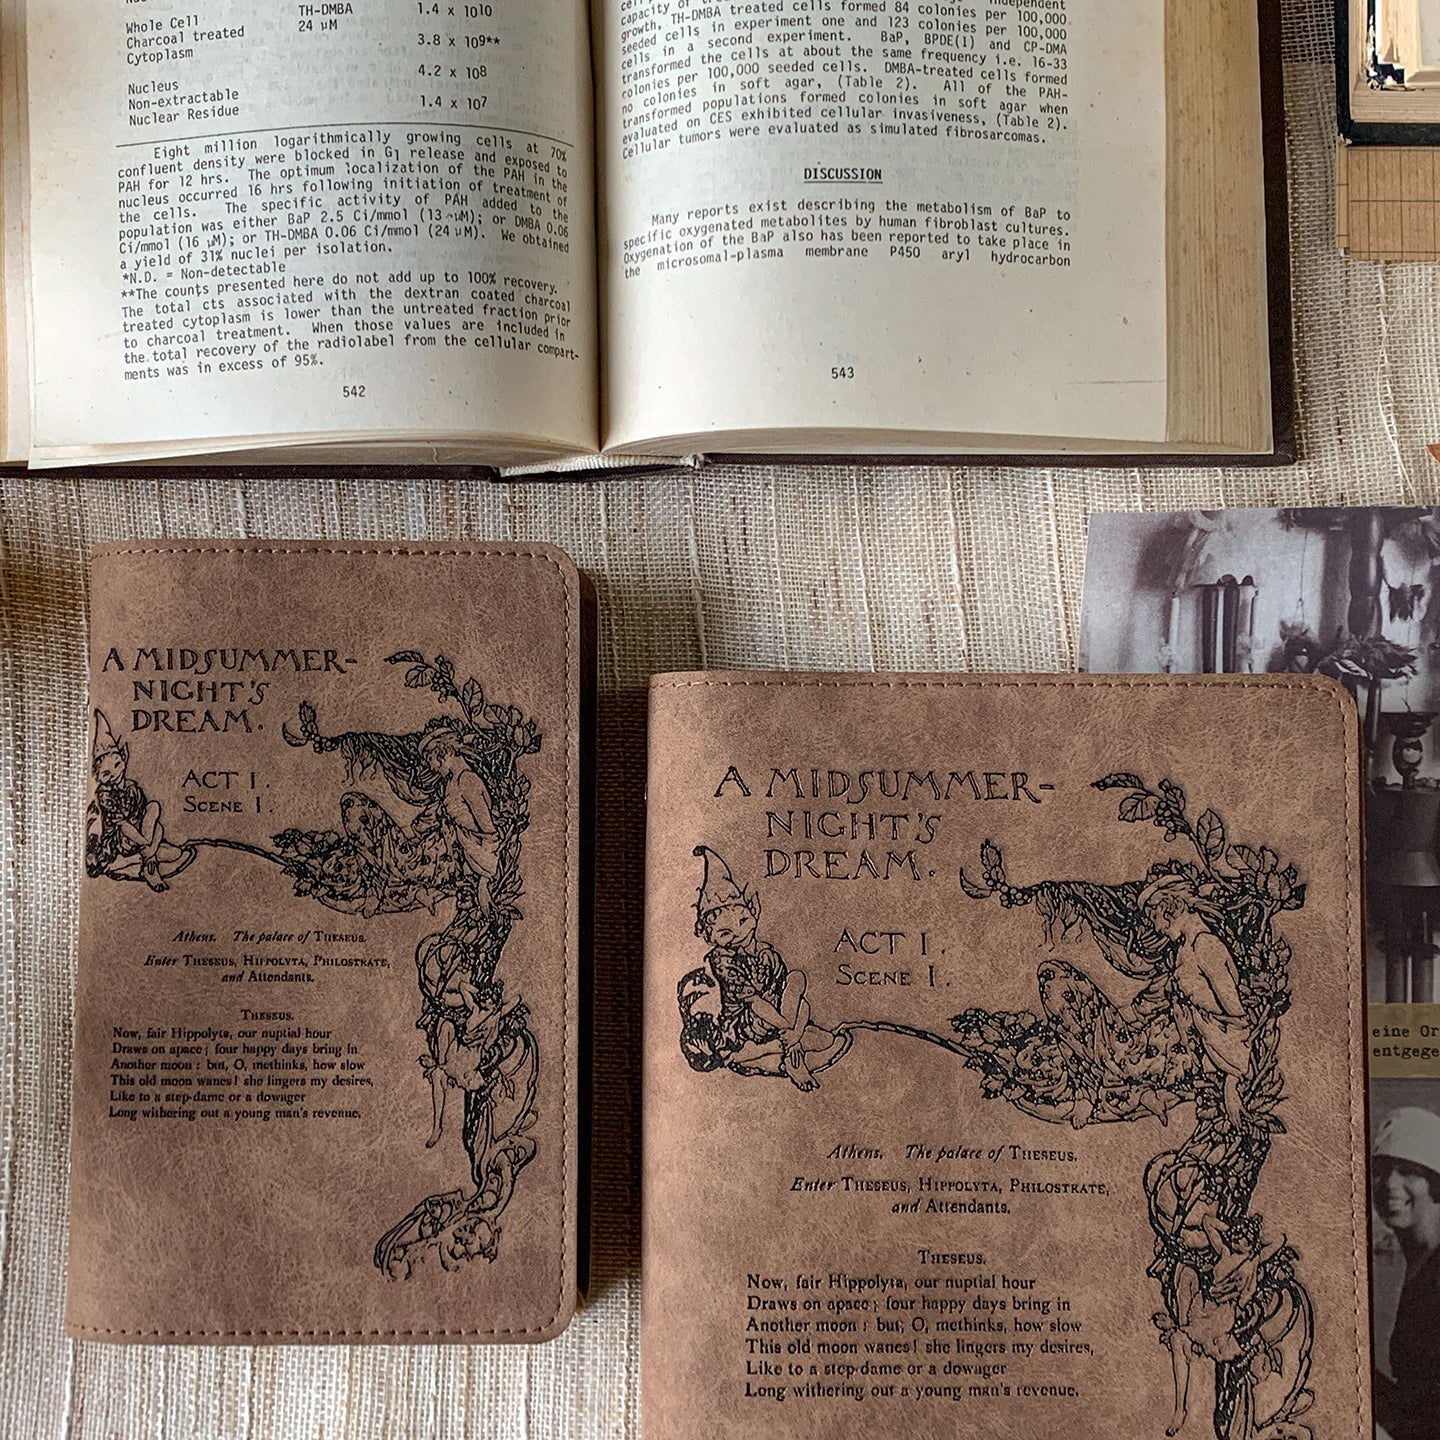 TH-DMBA 1.4 x 10¹⁰
Whole Cell 24 µM
Charcoal treated 3.8 x 10⁹**
Cytoplasm
4.2 x 10⁸
Nucleus
Non-extractable 1.4 x 10⁷
Nuclear Residue
Eight million logarithmically growing cells at 70%
confluent density were blocked in G₁ release and exposed to
PAH for 12 hrs. The optimum localization of the PAH in the
nucleus occurred 16 hrs following initiation of treatment of
the cells. The specific activity of PAH added to the
population was either BaP 2.5 Ci/mmol (13 µM); or DMBA 0.06
Ci/mmol (16 µM); or TH-DMBA 0.06 Ci/mmol (24 µM). We obtained
a yield of 31% nuclei per isolation.
*N.D. = Non-detectable
**The counts presented here do not add up to 100% recovery.
The total cts associated with the dextran coated charcoal
treated cytoplasm is lower than the untreated fraction prior
to charcoal treatment. When those values are included in
the total recovery of the radiolabel from the cellular compart-
ments was in excess of 95%.
542
capacity of independent
growth, TH-DMBA treated cells formed 84 colonies per 100,000
seeded cells in experiment one and 123 colonies per 100,000
cells in a second experiment. BaP, BPDE(1) and CP-DMA
transformed the cells at about the same frequency i.e. 16-33
colonies per 100,000 seeded cells. DMBA-treated cells formed
no colonies in soft agar, (Table 2). All of the PAH-
transformed populations formed colonies in soft agar when
evaluated on CES exhibited cellular invasiveness, (Table 2).
Cellular tumors were evaluated as simulated fibrosarcomas.
DISCUSSION
Many reports exist describing the metabolism of BaP to
specific oxygenated metabolites by human fibroblast cultures.
Oxygenation of the BaP also has been reported to take place in
the microsomal-plasma membrane P450 aryl hydrocarbon
543
A MIDSUMMER-
NIGHT'S
DREAM.
ACT I.
SCENE I.
Athens. The palace of THESEUS.
Enter THESEUS, HIPPOLYTA, PHILOSTRATE,
and Attendants.
THESEUS.
Now, fair Hippolyta, our nuptial hour
Draws on apace; four happy days bring in
Another moon: but, O, methinks, how slow
This old moon wanes! she lingers my desires,
Like to a step-dame or a dowager
Long withering out a young man's revenue.
A MIDSUMMER-
NIGHT'S
DREAM.
ACT I.
SCENE I.
Athens. The palace of THESEUS.
Enter THESEUS, HIPPOLYTA, PHILOSTRATE,
and Attendants.
THESEUS.
Now, fair Hippolyta, our nuptial hour
Draws on apace; four happy days bring in
Another moon: but, O, methinks, how slow
This old moon wanes! she lingers my desires,
Like to a step-dame or a dowager
Long withering out a young man's revenue.
eine Or
entgege